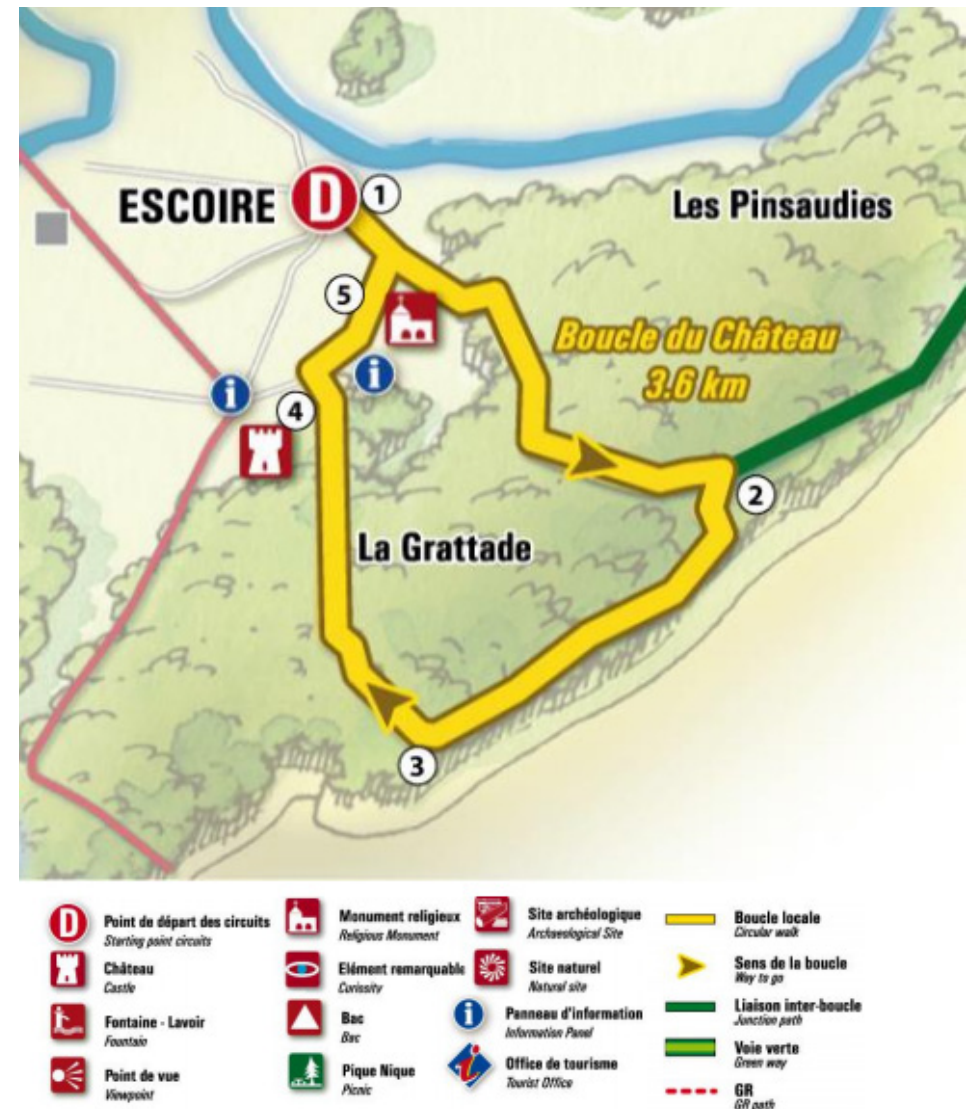 ESCOIRE
D
1
Les Pinsaudies
5
Boucle du Château
3.6 km
i
i
4
2
La Grattade
3
D
Point de départ des circuits
Starting point circuits
Château
Castle
Fontaine - Lavoir
Fountain
Point de vue
Viewpoint
Monument religieux
Religious Monument
Elément remarquable
Curiosity
Bac
Bac
Pique Nique
Picnic
Site archéologique
Archaeological Site
Site naturel
Natural site
i
Panneau d'information
Information Panel
i
Office de tourisme
Tourist Office
Boucle locale
Circular walk
Sens de la boucle
Way to go
Liaison inter-boucle
Junction path
Voie verte
Green way
GR
GR path